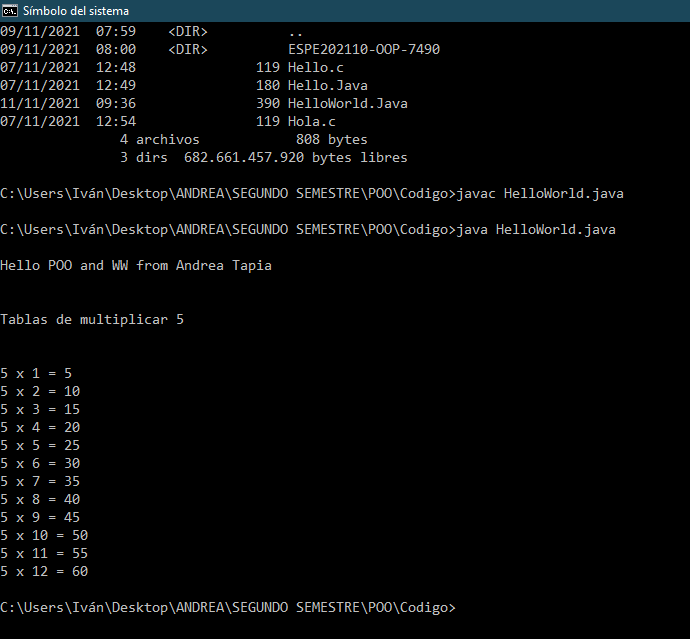 Símbolo del sistema
09/11/2021  07:59    <DIR>          ..
09/11/2021  08:00    <DIR>          ESPE202110-OOP-7490
07/11/2021  12:48               119 Hello.c
07/11/2021  12:49               180 Hello.Java
11/11/2021  09:36               390 HelloWorld.Java
07/11/2021  12:54               119 Hola.c
               4 archivos            808 bytes
               3 dirs  682.661.457.920 bytes libres
C:\Users\Iván\Desktop\ANDREA\SEGUNDO SEMESTRE\POO\Codigo>javac HelloWorld.java
C:\Users\Iván\Desktop\ANDREA\SEGUNDO SEMESTRE\POO\Codigo>java HelloWorld.java
Hello POO and WW from Andrea Tapia
Tablas de multiplicar 5
5 x 1 = 5
5 x 2 = 10
5 x 3 = 15
5 x 4 = 20
5 x 5 = 25
5 x 6 = 30
5 x 7 = 35
5 x 8 = 40
5 x 9 = 45
5 x 10 = 50
5 x 11 = 55
5 x 12 = 60
C:\Users\Iván\Desktop\ANDREA\SEGUNDO SEMESTRE\POO\Codigo>